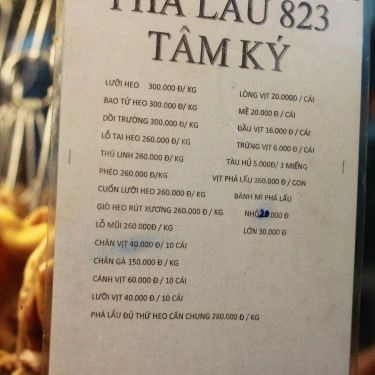 PHÁ LẤU 823
TÂM KÝ
LƯỠI HEO 300.000 Đ/ KG
BAO TỬ HEO 300.000 Đ/ KG
DỒI TRƯỜNG 300.000 Đ/ KG
LỖ TAI HEO 260.000 Đ/ KG
THỦ LINH 260.000 Đ/ KG
PHÈO 260.000 Đ/ KG
CUỐN LƯỠI HEO 260.000 Đ/ KG
GIÒ HEO RÚT XƯƠNG 260.000 Đ/ KG
LỖ MŨI 260.000Đ / KG
CHÂN VỊT 40.000 Đ/ 10 CÁI
CHÂN GÀ 150.000 Đ/ KG
CÁNH VỊT 60.000 Đ/ 10 CÁI
LƯỠI VỊT 40.000 Đ/ 10 CÁI
PHÁ LẤU ĐỦ THỨ HEO CÂN CHUNG 280.000 Đ/ KG
LÒNG VỊT 20.000Đ / CÁI
MỀ 20.000 Đ / CÁI
ĐẦU VỊT 16.000 Đ / CÁI
TRỨNG VỊT 6.000 Đ / CÁI
TÀU HỦ 5.000Đ/ 3 MIẾNG
VỊT PHÁ LẤU 260.000 Đ / CON
BÁNH MÌ PHÁ LẤU
NHỎ 20.000 Đ
LỚN 30.000 Đ